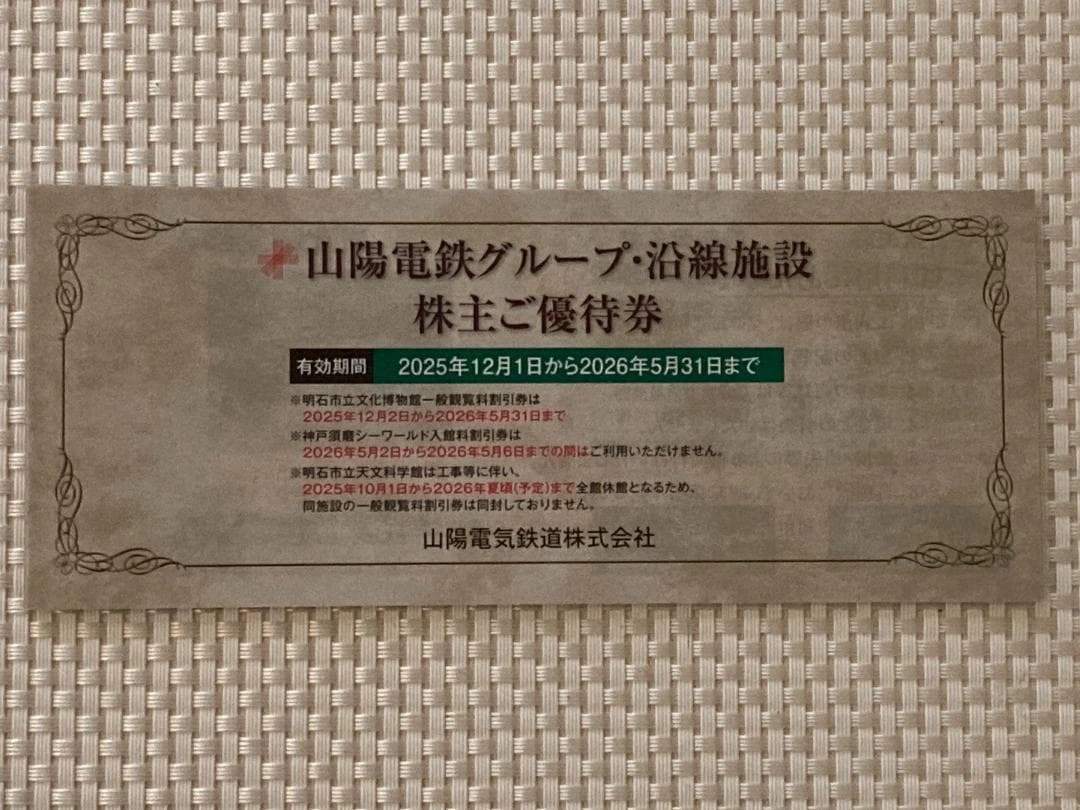 山陽電鉄グループ・沿線施設
株主ご優待券
有効期間 2025年12月1日から2026年5月31日まで
※明石市立文化博物館一般観覧料割引券は
2025年12月2日から2026年5月31日まで
※神戸須磨シーワールド入館料割引券は
2026年5月2日から2026年5月6日までの間はご利用いただけません。
※明石市立天文科学館は工事等に伴い、
2025年10月1日から2026年夏頃(予定)まで全館休館となるため、
同施設の一般観覧料割引券は同封しておりません。
山陽電気鉄道株式会社